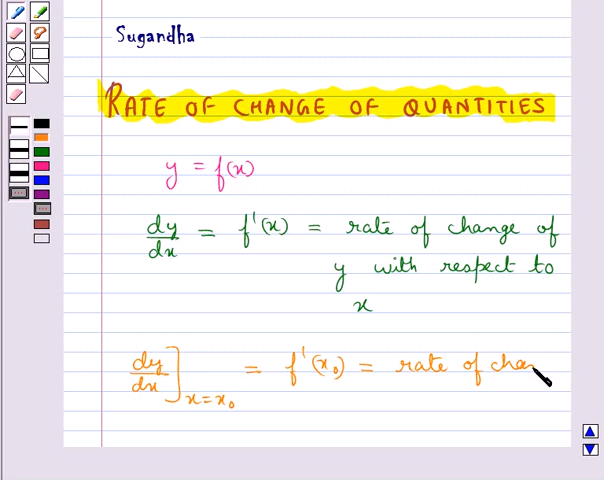 Sugandha
RATE OF CHANGE OF QUANTITIES
y = f(x)
dy/dx = f'(x) = rate of change of
y with respect to
x
dy/dx]x=x₀ = f'(x₀) = rate of chan